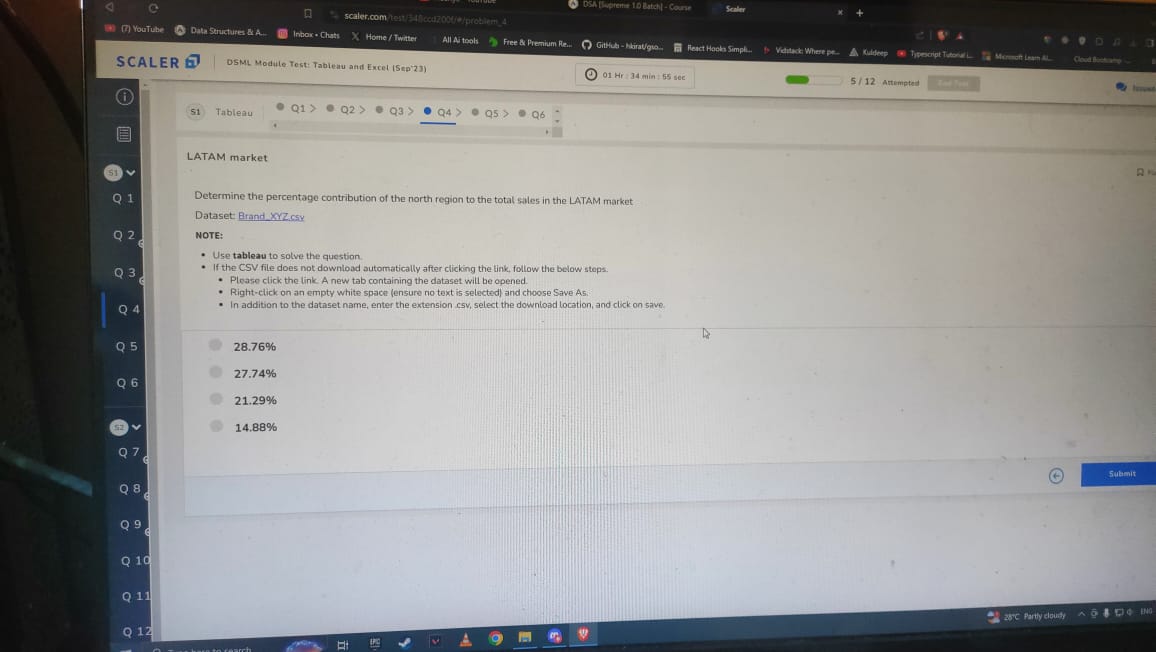 DSA [Supreme 1.0 Batch] - Course
Scaler
scaler.com/test/348ccd200f/#/problem_4
(7) YouTube
Data Structures & A...
Inbox • Chats
Home / Twitter
All Ai tools
Free & Premium Re...
GitHub - hkirat/gso...
React Hooks Simpli...
Vidstack: Where pe...
Kuldeep
Typescript Tutorial i...
Microsoft Learn AI...
Cloud Bootcamp ...
SCALER
DSML Module Test: Tableau and Excel (Sep'23)
01 Hr : 34 min : 55 sec
5 / 12 Attempted
End Test
S1 Tableau
Q1 > Q2 > Q3 > Q4 > Q5 > Q6
LATAM market
Determine the percentage contribution of the north region to the total sales in the LATAM market
Dataset: Brand_XYZ.csv
NOTE:
• Use tableau to solve the question.
• If the CSV file does not download automatically after clicking the link, follow the below steps.
• Please click the link. A new tab containing the dataset will be opened.
• Right-click on an empty white space (ensure no text is selected) and choose Save As.
• In addition to the dataset name, enter the extension .csv, select the download location, and click on save.
28.76%
27.74%
21.29%
14.88%
Submit
S1
Q 1
Q 2
Q 3
Q 4
Q 5
Q 6
S2
Q 7
Q 8
Q 9
Q 10
Q 11
Q 12
28°C Partly cloudy
ENG